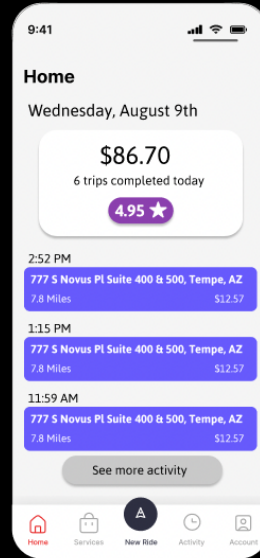 9:41
Home
Wednesday, August 9th
$86.70
6 trips completed today
4.95
2:52 PM
777 S Novus Pl Suite 400 & 500, Tempe, AZ
7.8 Miles $12.57
1:15 PM
777 S Novus Pl Suite 400 & 500, Tempe, AZ
7.8 Miles $12.57
11:59 AM
777 S Novus Pl Suite 400 & 500, Tempe, AZ
7.8 Miles $12.57
See more activity
Home Services New Ride Activity Account